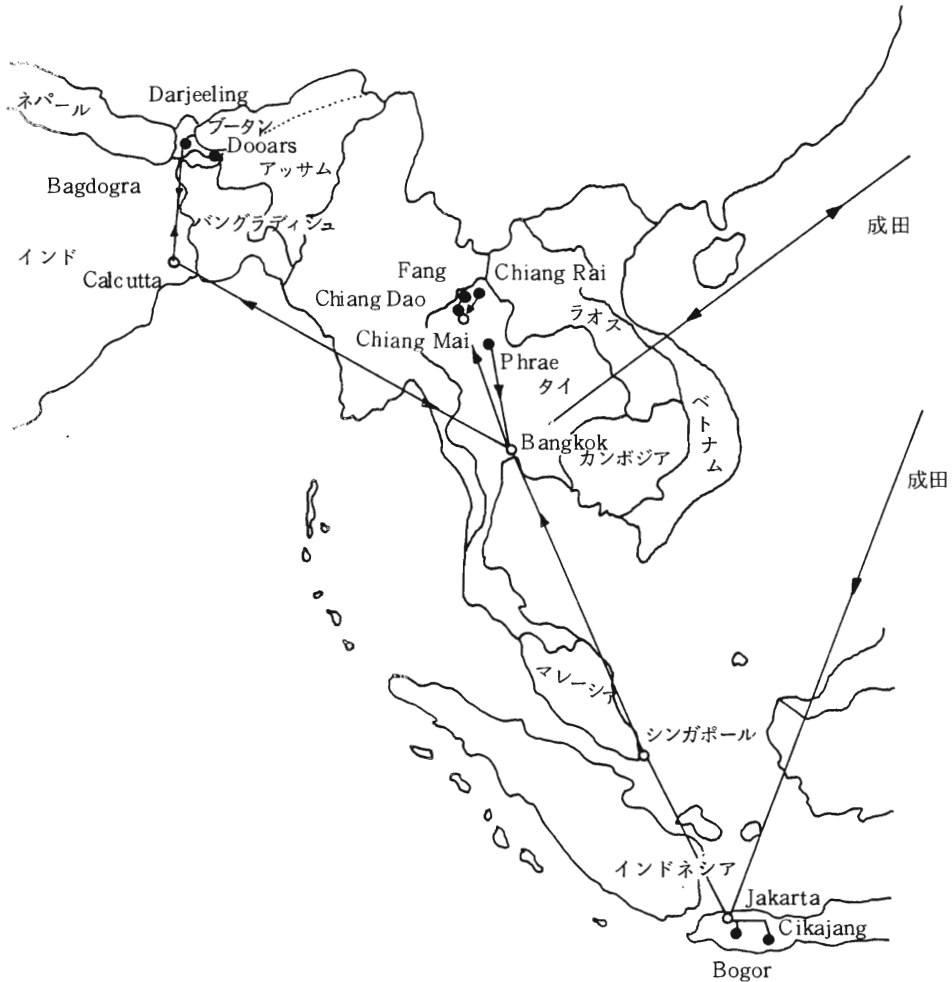 Darjeeling
ネパール
ブータン
Dooars
アッサム
Bagdogra
バングラディシュ
成田
インド
Calcutta
Fang
Chiang Rai
Chiang Dao
ラオス
Chiang Mai
Phrae
タイ
ベトナム
Bangkok
カンボジア
成田
マレーシア
シンガポール
インドネシア
Jakarta
Cikajang
Bogor